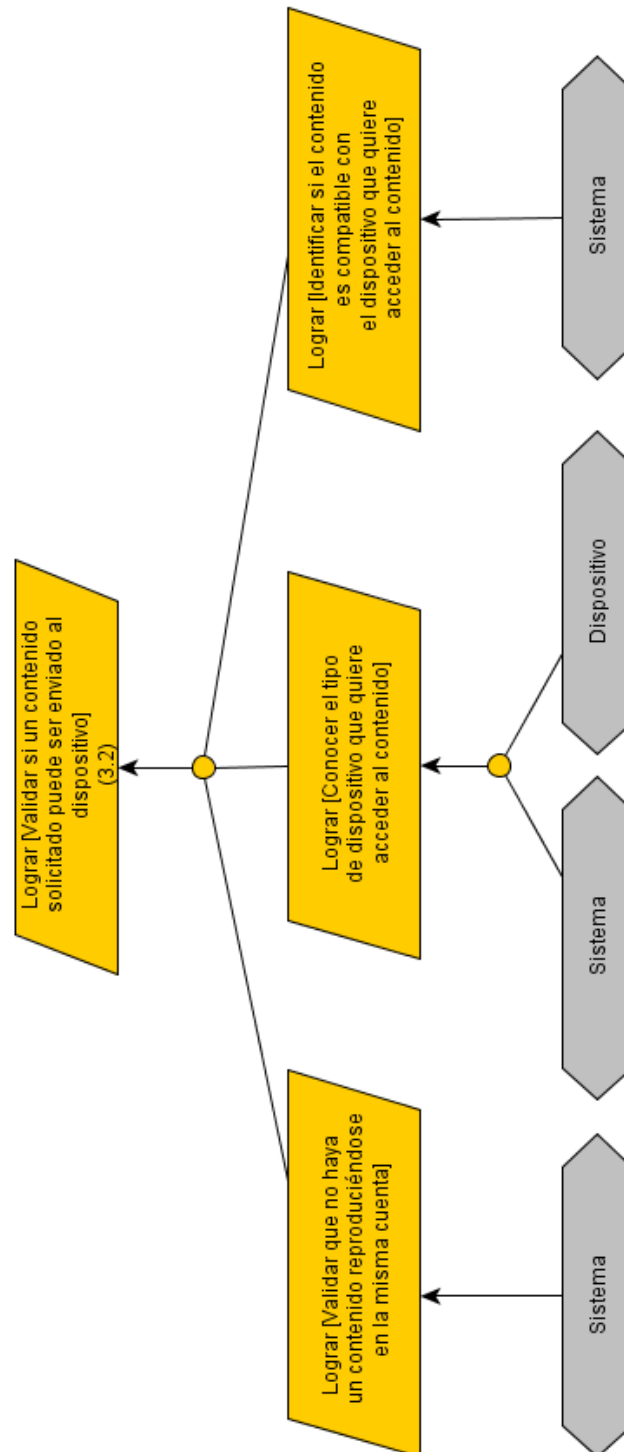 Lograr [Validar si un contenido
solicitado puede ser enviado al
dispositivo]
(3.2)
Lograr [Validar que no haya
un contenido reproduciéndose
en la misma cuenta]
Lograr [Conocer el tipo
de dispositivo que quiere
acceder al contenido]
Lograr [Identificar si el contenido
es compatible con
el dispositivo que quiere
acceder al contenido]
Sistema
Sistema
Dispositivo
Sistema